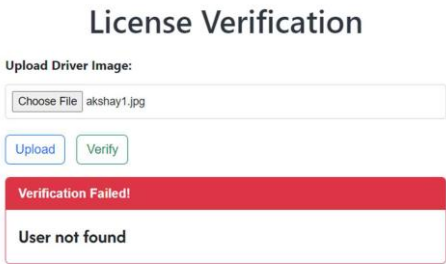 License Verification
Upload Driver Image:
Choose File akshay1.jpg
Upload Verify
Verification Failed!
User not found